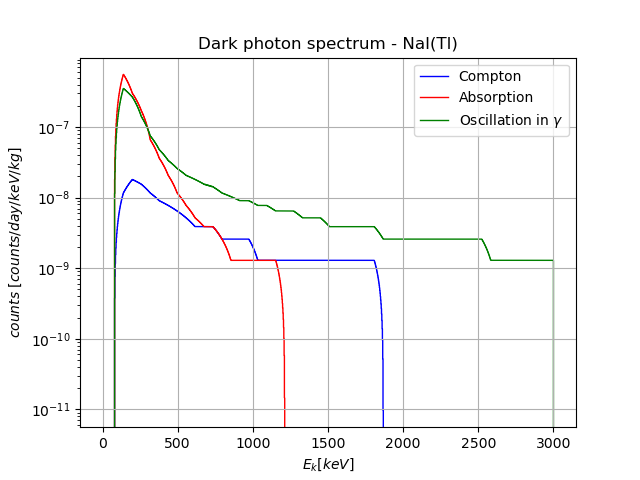 Dark photon spectrum - NaI(Tl)
Compton
Absorption
Oscillation in γ
counts [counts/day/keV/kg]
10⁻⁷
10⁻⁸
10⁻⁹
10⁻¹⁰
10⁻¹¹
0 500 1000 1500 2000 2500 3000
E_k[keV]